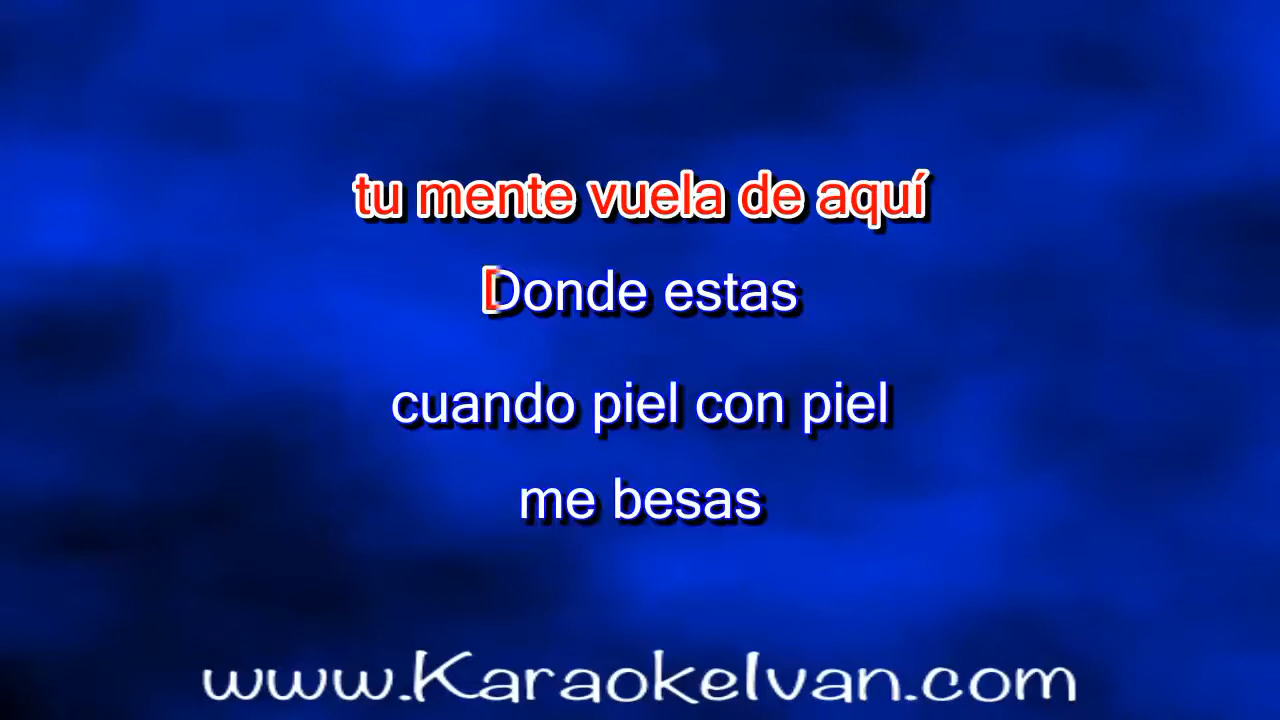 tu mente vuela de aquí
Donde estas
cuando piel con piel
me besas
www.KaraokeIvan.com